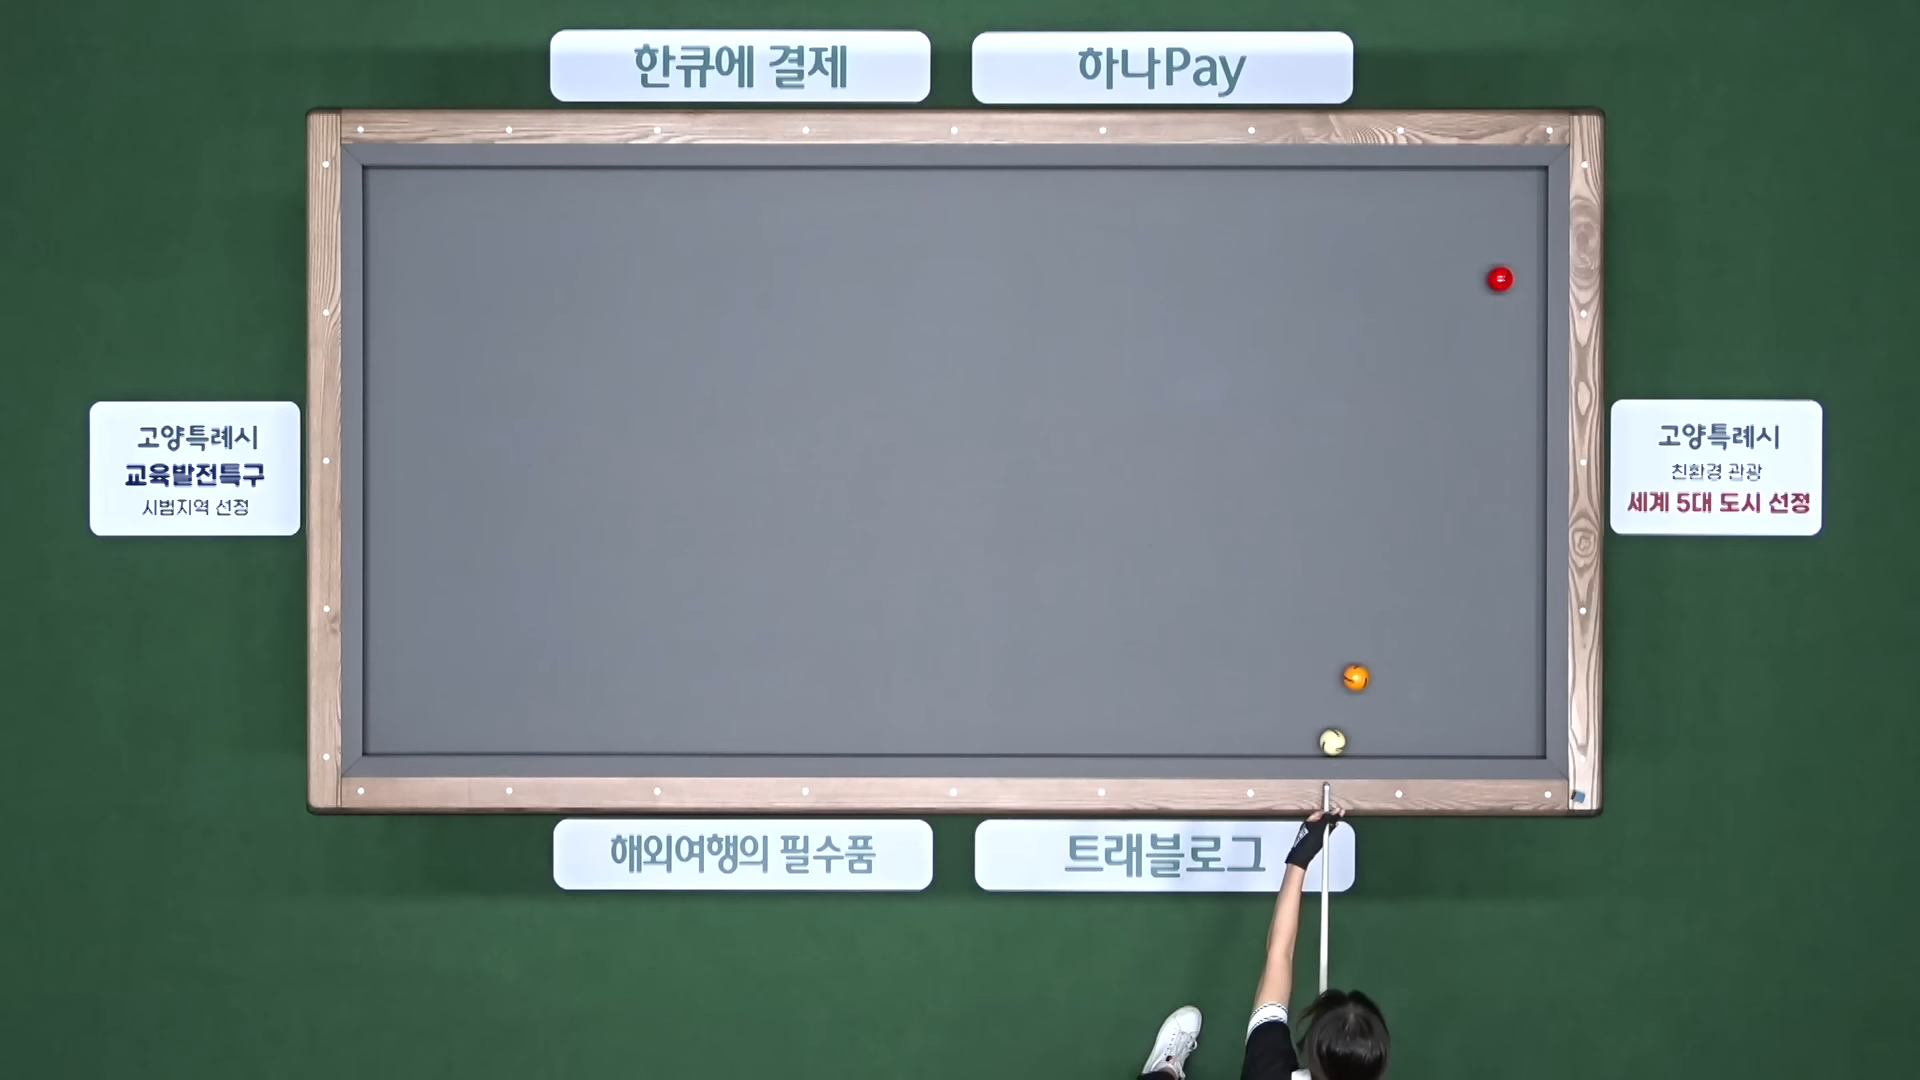 한큐에 결제
하나Pay
고양특례시
교육발전특구
시범지역 선정
고양특례시
친환경 관광
세계 5대 도시 선정
해외여행의 필수품
트래블로그